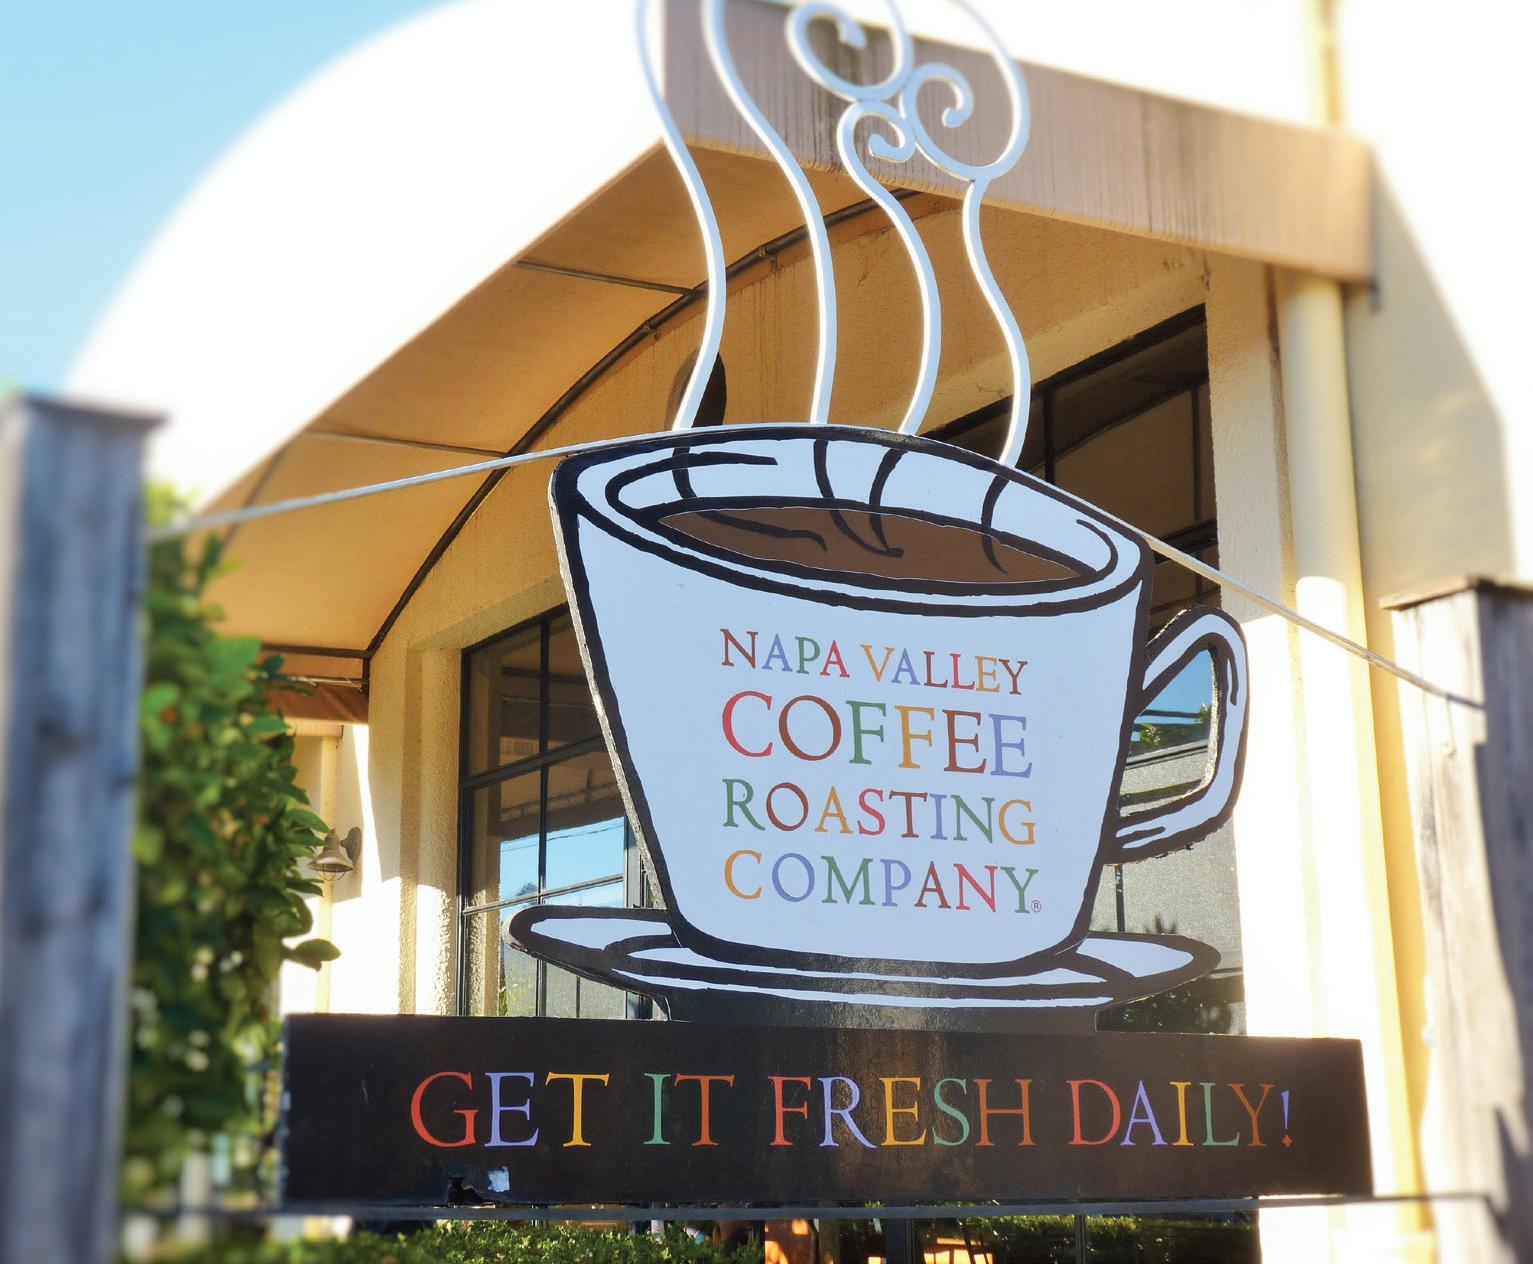 NAPA VALLEY
COFFEE
ROASTING
COMPANY®
GET IT FRESH DAILY!